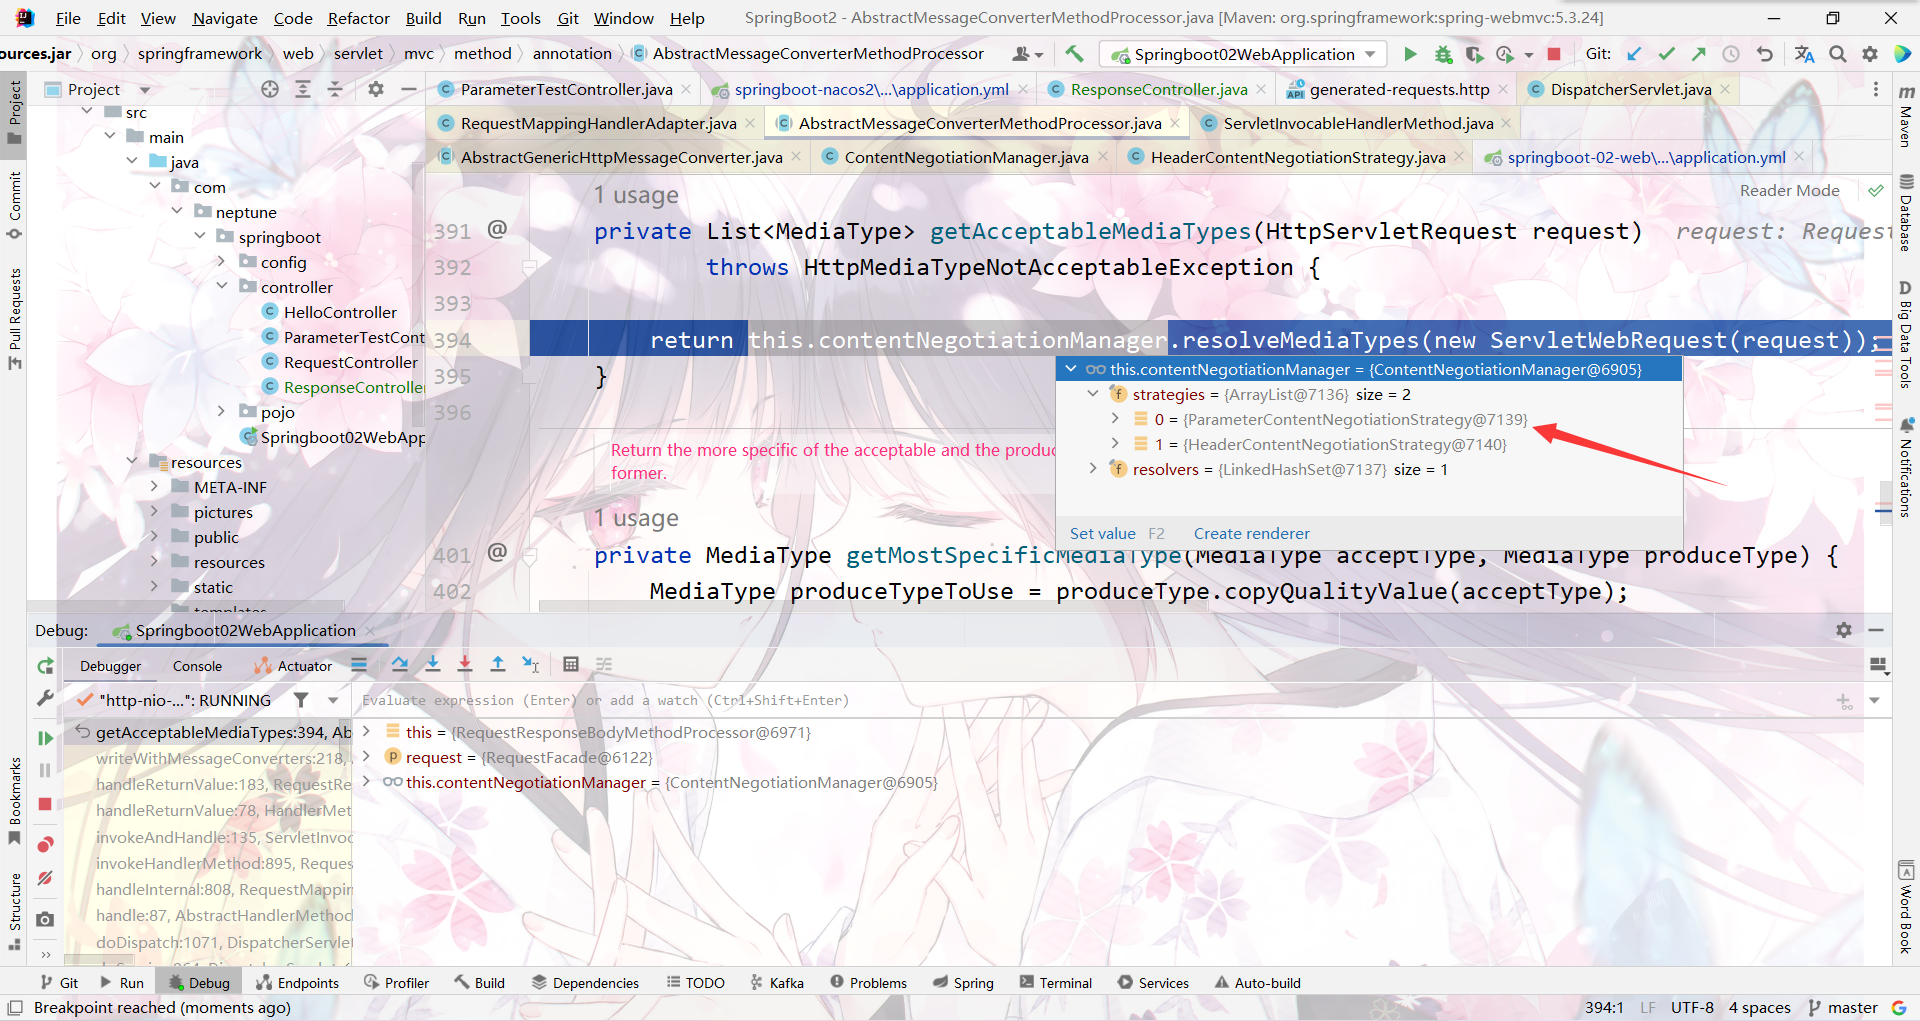 File Edit View Navigate Code Refactor Build Run Tools Git Window Help SpringBoot2 - AbstractMessageConverterMethodProcessor.java [Maven: org.springframework:spring-webmvc:5.3.24]
ources.jar org springframework web servlet mvc method annotation AbstractMessageConverterMethodProcessor Springboot02WebApplication Git:
Project
ParameterTestController.java springboot-nacos2\...\application.yml ResponseController.java generated-requests.http DispatcherServlet.java
RequestMappingHandlerAdapter.java AbstractMessageConverterMethodProcessor.java ServletInvocableHandlerMethod.java
AbstractGenericHttpMessageConverter.java ContentNegotiationManager.java HeaderContentNegotiationStrategy.java springboot-02-web\...\application.yml
Project
Commit
Pull Requests
Bookmarks
Structure
src
main
java
com
neptune
springboot
config
controller
HelloController
ParameterTestCont
RequestController
ResponseController
pojo
Springboot02WebApp
resources
META-INF
pictures
public
resources
static
templates
Reader Mode
1 usage
391 @ private List<MediaType> getAcceptableMediaTypes(HttpServletRequest request) request: Request
392 throws HttpMediaTypeNotAcceptableException {
393
394 return this.contentNegotiationManager.resolveMediaTypes(new ServletWebRequest(request));
395 }
396
Return the more specific of the acceptable and the produc
former.
1 usage
401 @ private MediaType getMostSpecificMediaType(MediaType acceptType, MediaType produceType) {
402 MediaType produceTypeToUse = produceType.copyQualityValue(acceptType);
this.contentNegotiationManager = {ContentNegotiationManager@6905}
strategies = {ArrayList@7136} size = 2
0 = {ParameterContentNegotiationStrategy@7139}
1 = {HeaderContentNegotiationStrategy@7140}
resolvers = {LinkedHashSet@7137} size = 1
Set value F2 Create renderer
Maven
Database
Big Data Tools
Notifications
Word Book
Debug: Springboot02WebApplication
Debugger Console Actuator
"http-nio-...": RUNNING
Evaluate expression (Enter) or add a watch (Ctrl+Shift+Enter)
getAcceptableMediaTypes:394, Ab
writeWithMessageConverters:218,
handleReturnValue:183, RequestRe
handleReturnValue:78, HandlerMet
invokeAndHandle:135, ServletInvoc
invokeHandlerMethod:895, Reques
handleInternal:808, RequestMappin
handle:87, AbstractHandlerMethod
doDispatch:1071, DispatcherServle
this = {RequestResponseBodyMethodProcessor@6971}
request = {RequestFacade@6122}
this.contentNegotiationManager = {ContentNegotiationManager@6905}
Git Run Debug Endpoints Profiler Build Dependencies TODO Kafka Problems Spring Terminal Services Auto-build
Breakpoint reached (moments ago) 394:1 LF UTF-8 4 spaces master